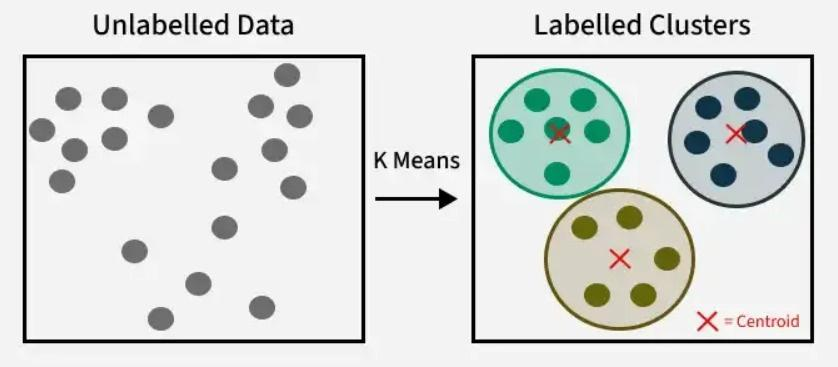 Unlabelled Data
Labelled Clusters
K Means
= Centroid